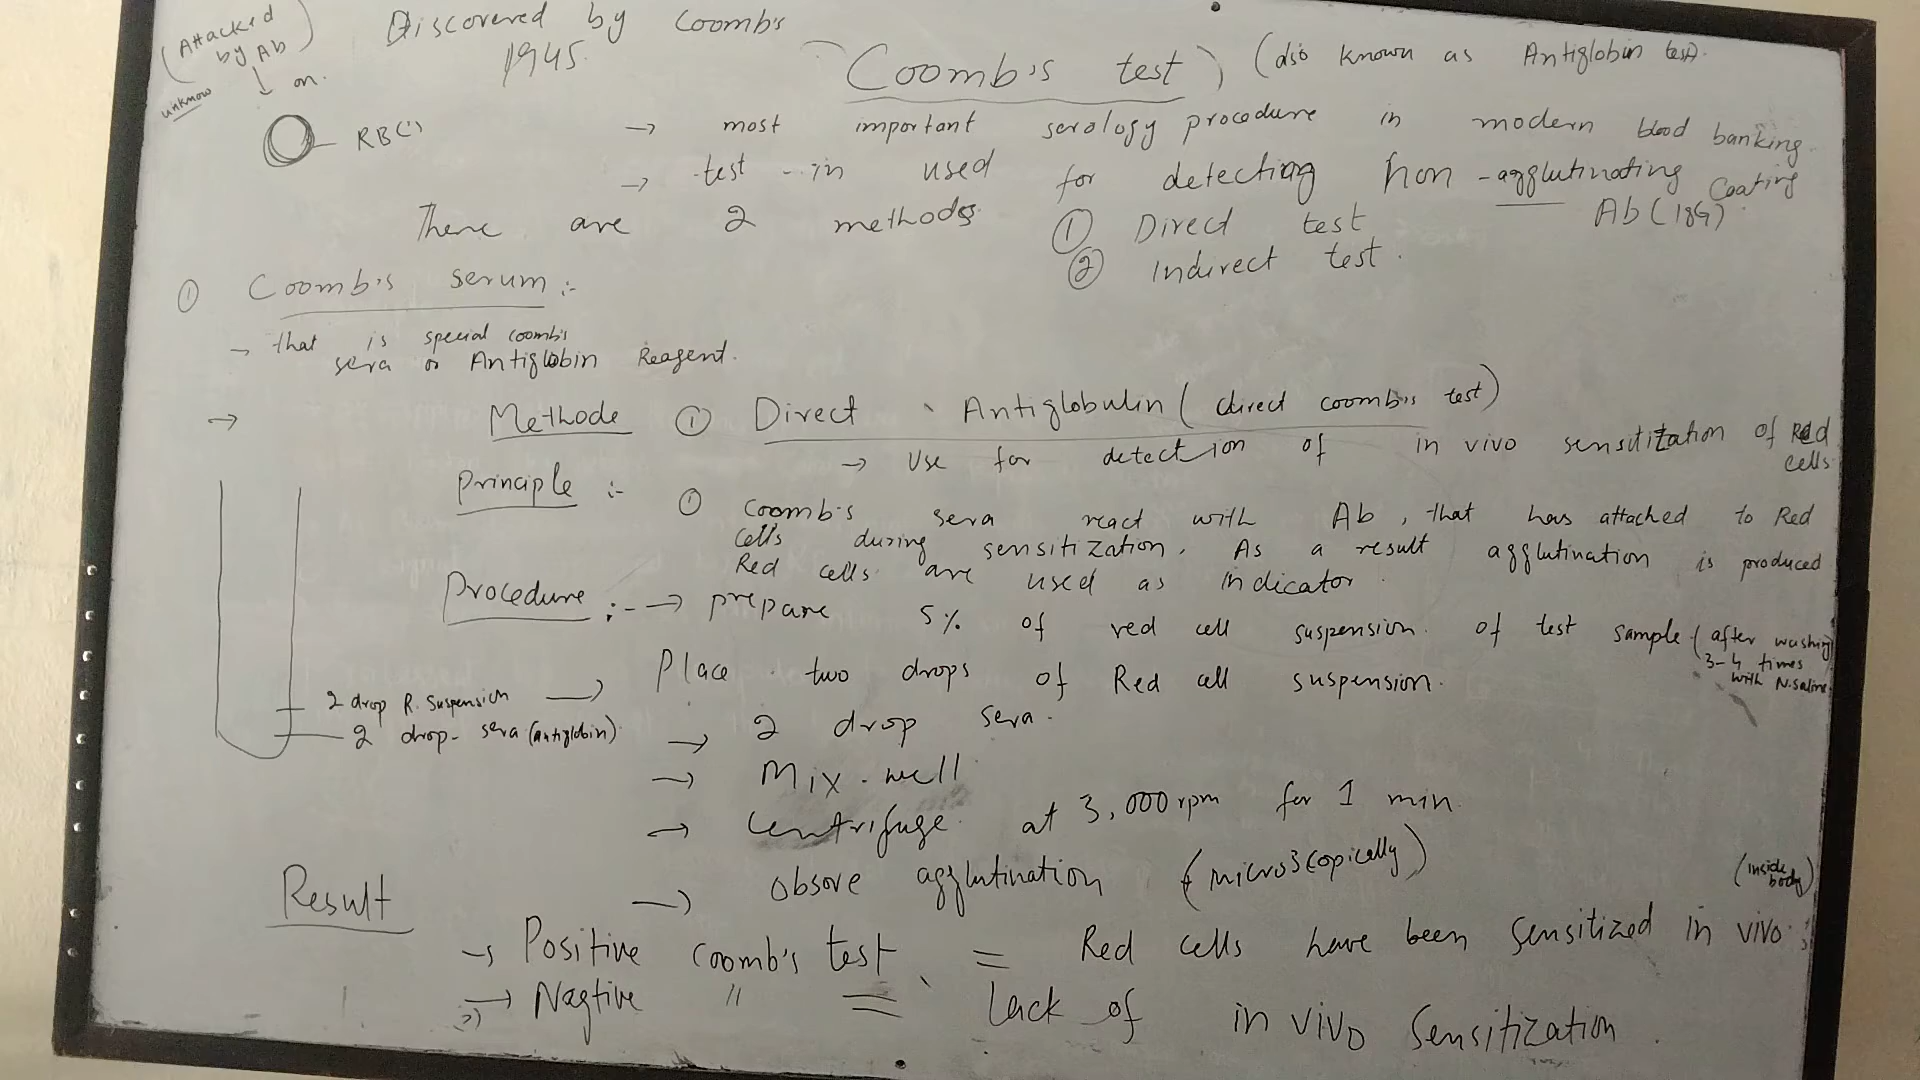 (Attacked
by Ab)
unknow
on.
RBC's
Discovered by Coombs
1945.
Coomb's test) (also known as Antiglobin test).
→ most important serology procedure in modern blood banking.
→ test - in used for detecting non-agglutinating Coating
Ab (IgG)
There are 2 methods ① Direct test
② Indirect test.
① Coomb's serum :-
→ that is special coomb's
sera or Antiglobin Reagent.
→ Methode ① Direct Antiglobulin (direct coomb's test)
→ Use for detection of in vivo sensitization of Red
cells
Principle :- ① Coomb's sera react with Ab, that has attached to Red
cells during sensitization. As a result agglutination is produced
Red cells are used as indicator.
Procedure :- → prepare 5% of red cell suspension of test sample (after washing
3-4 times
with N.saline)
→ Place two drops of Red cell suspension.
→ 2 drop sera.
2 drop R. Suspension
2 drop - sera (antiglobin)
→ Mix well
→ Centrifuge at 3,000 rpm for 1 min
→ obsore agglutination (microscopically)
Result
→ Positive Coomb's test = Red cells have been Sensitized in vivo
(inside
body)
→ Nagtive " = Lack of in vivo Sensitization.